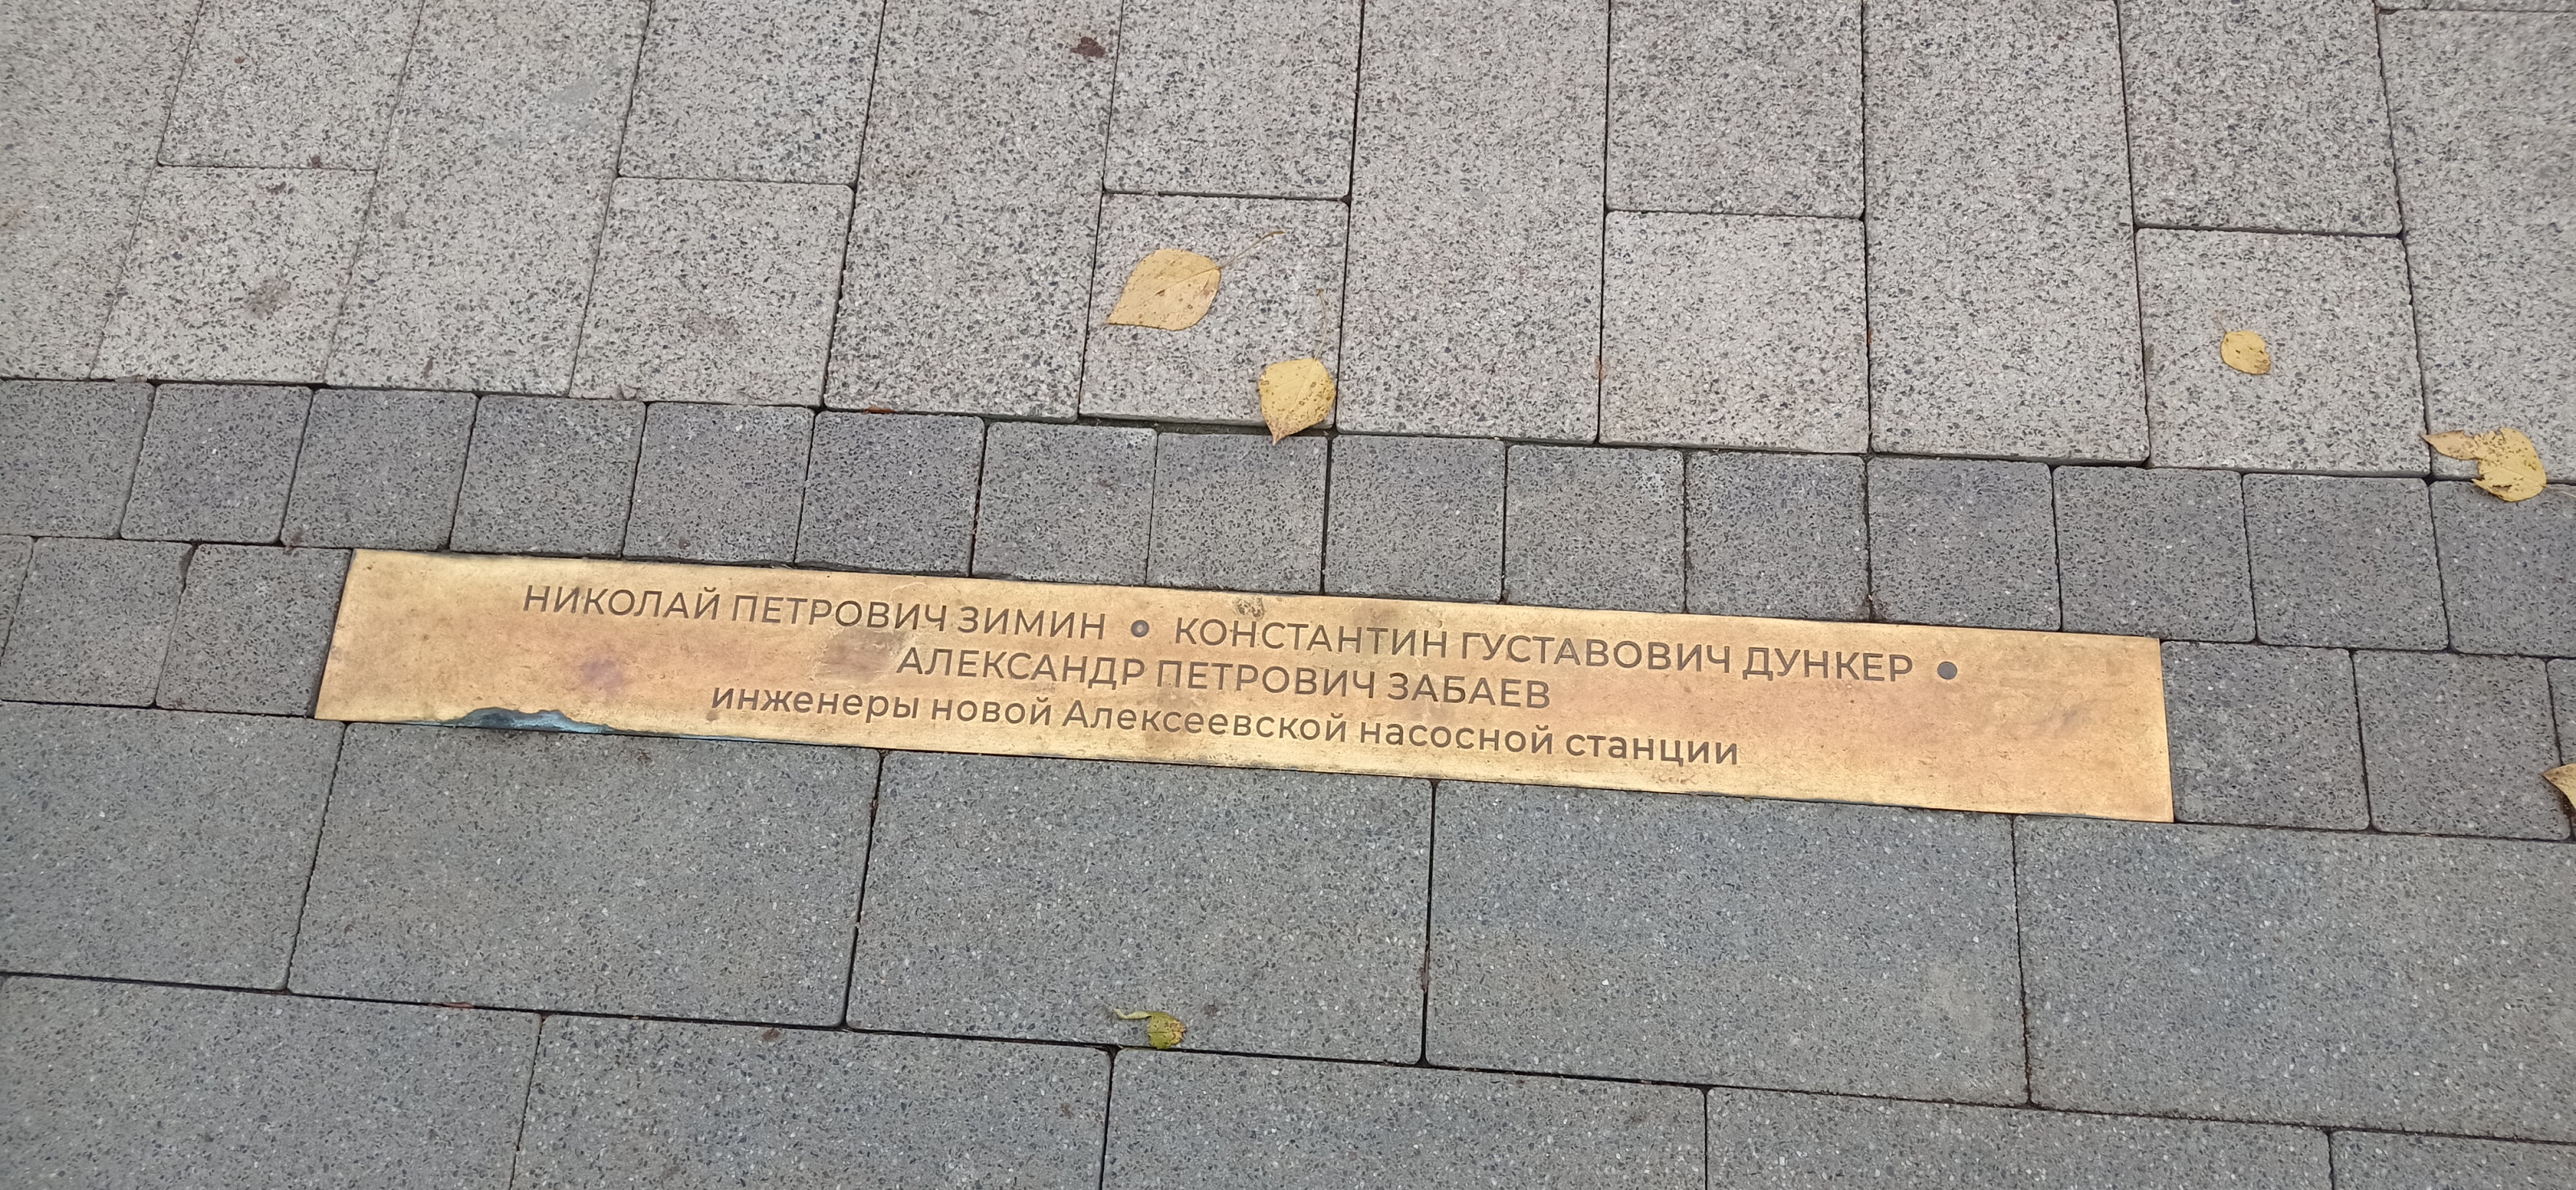 НИКОЛАЙ ПЕТРОВИЧ ЗИМИН • КОНСТАНТИН ГУСТАВОВИЧ ДУНКЕР •
АЛЕКСАНДР ПЕТРОВИЧ ЗАБАЕВ
инженеры новой Алексеевской насосной станции